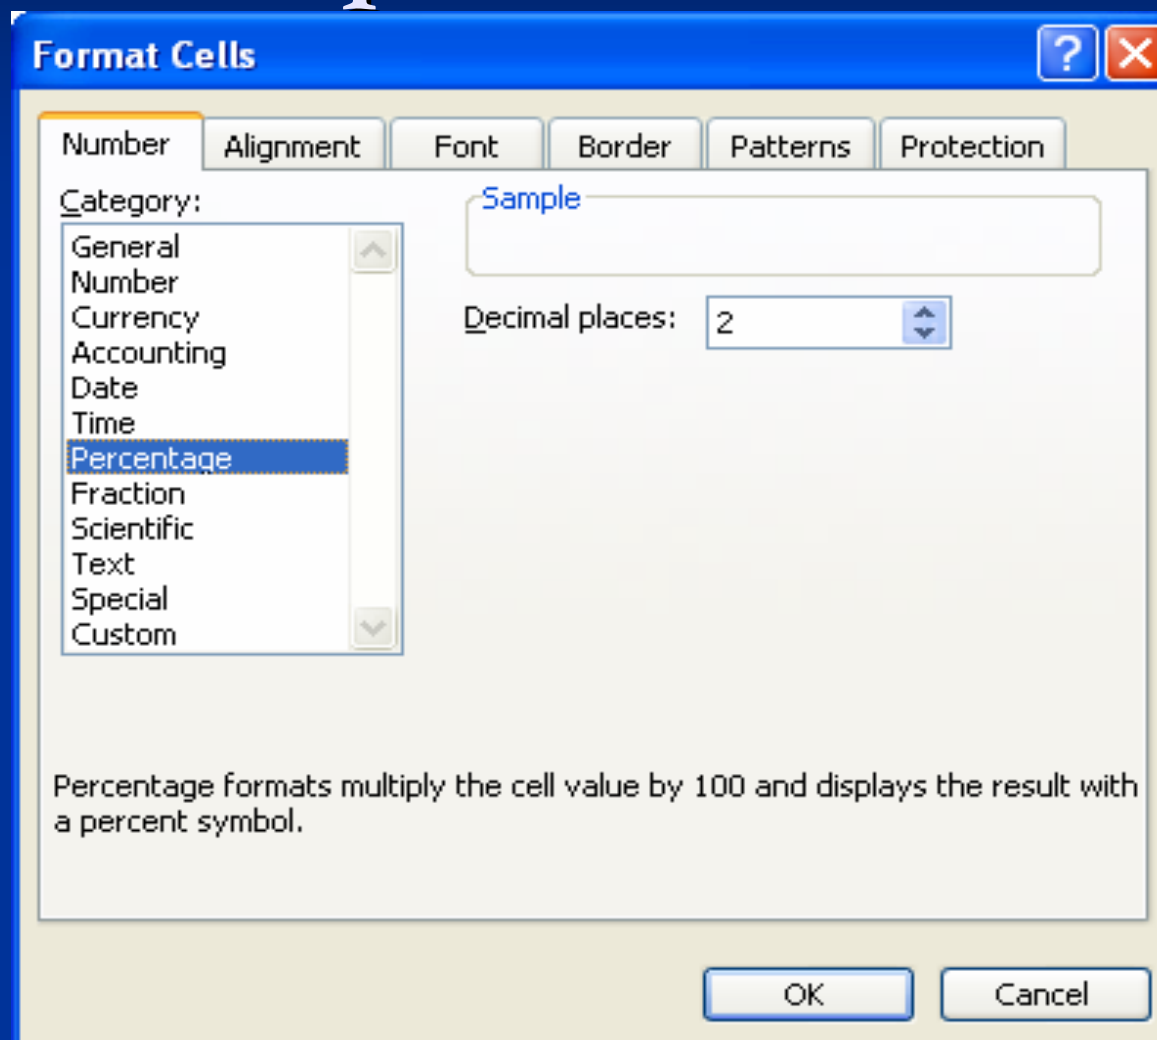 Format Cells
?
Number Alignment Font Border Patterns Protection
Category:
Sample
General
Number
Currency
Accounting
Date
Time
Percentage
Fraction
Scientific
Text
Special
Custom
Decimal places: 2
Percentage formats multiply the cell value by 100 and displays the result with
a percent symbol.
OK Cancel